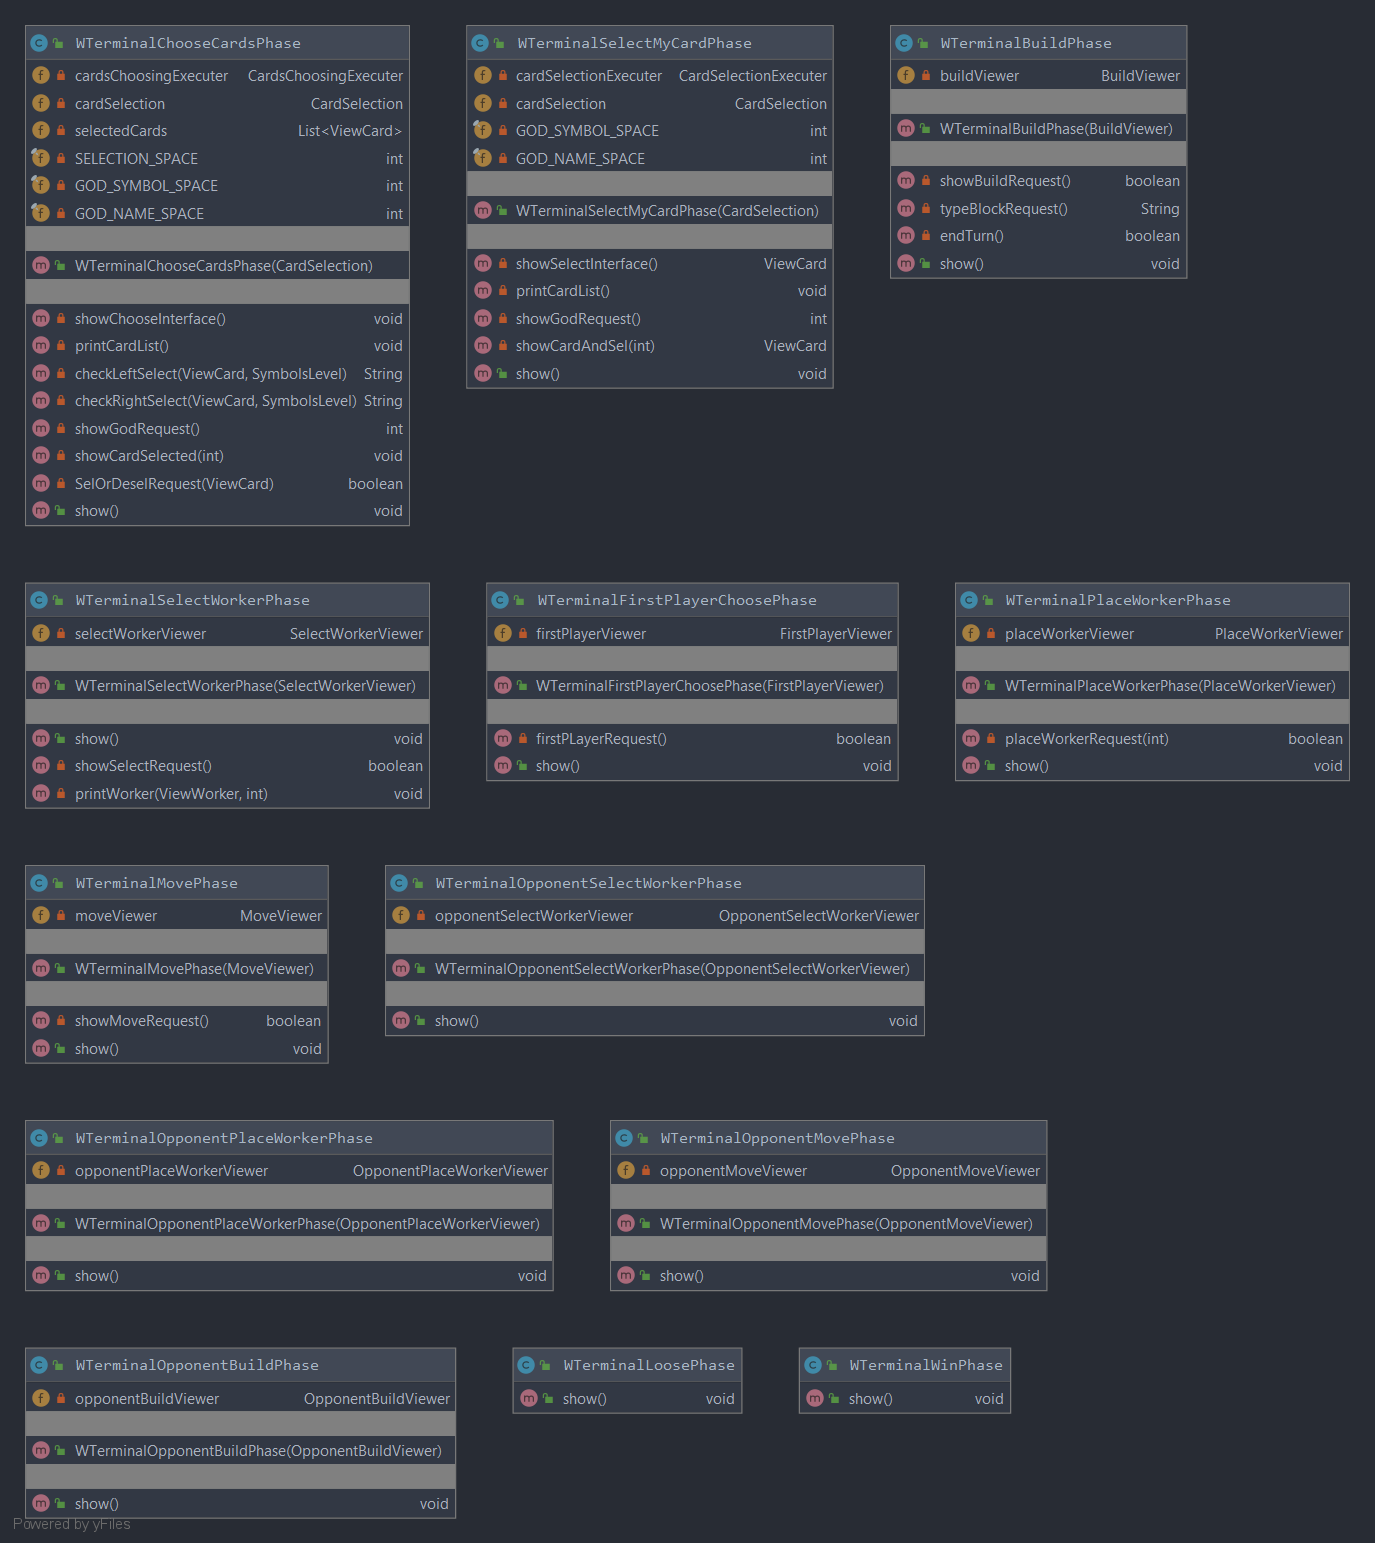 WTerminalChooseCardsPhase
cardsChoosingExecuter CardsChoosingExecuter
cardSelection CardSelection
selectedCards List<ViewCard>
SELECTION_SPACE int
GOD_SYMBOL_SPACE int
GOD_NAME_SPACE int
WTerminalChooseCardsPhase(CardSelection)
showChooseInterface() void
printCardList() void
checkLeftSelect(ViewCard, SymbolsLevel) String
checkRightSelect(ViewCard, SymbolsLevel) String
showGodRequest() int
showCardSelected(int) void
SelOrDeselRequest(ViewCard) boolean
show() void
WTerminalSelectMyCardPhase
cardSelectionExecuter CardSelectionExecuter
cardSelection CardSelection
GOD_SYMBOL_SPACE int
GOD_NAME_SPACE int
WTerminalSelectMyCardPhase(CardSelection)
showSelectInterface() ViewCard
printCardList() void
showGodRequest() int
showCardAndSel(int) ViewCard
show() void
WTerminalBuildPhase
buildViewer BuildViewer
WTerminalBuildPhase(BuildViewer)
showBuildRequest() boolean
typeBlockRequest() String
endTurn() boolean
show() void
WTerminalSelectWorkerPhase
selectWorkerViewer SelectWorkerViewer
WTerminalSelectWorkerPhase(SelectWorkerViewer)
show() void
showSelectRequest() boolean
printWorker(ViewWorker, int) void
WTerminalFirstPlayerChoosePhase
firstPlayerViewer FirstPlayerViewer
WTerminalFirstPlayerChoosePhase(FirstPlayerViewer)
firstPLayerRequest() boolean
show() void
WTerminalPlaceWorkerPhase
placeWorkerViewer PlaceWorkerViewer
WTerminalPlaceWorkerPhase(PlaceWorkerViewer)
placeWorkerRequest(int) boolean
show() void
WTerminalMovePhase
moveViewer MoveViewer
WTerminalMovePhase(MoveViewer)
showMoveRequest() boolean
show() void
WTerminalOpponentSelectWorkerPhase
opponentSelectWorkerViewer OpponentSelectWorkerViewer
WTerminalOpponentSelectWorkerPhase(OpponentSelectWorkerViewer)
show() void
WTerminalOpponentPlaceWorkerPhase
opponentPlaceWorkerViewer OpponentPlaceWorkerViewer
WTerminalOpponentPlaceWorkerPhase(OpponentPlaceWorkerViewer)
show() void
WTerminalOpponentMovePhase
opponentMoveViewer OpponentMoveViewer
WTerminalOpponentMovePhase(OpponentMoveViewer)
show() void
WTerminalOpponentBuildPhase
opponentBuildViewer OpponentBuildViewer
WTerminalOpponentBuildPhase(OpponentBuildViewer)
show() void
WTerminalLoosePhase
show() void
WTerminalWinPhase
show() void
Powered by yFiles